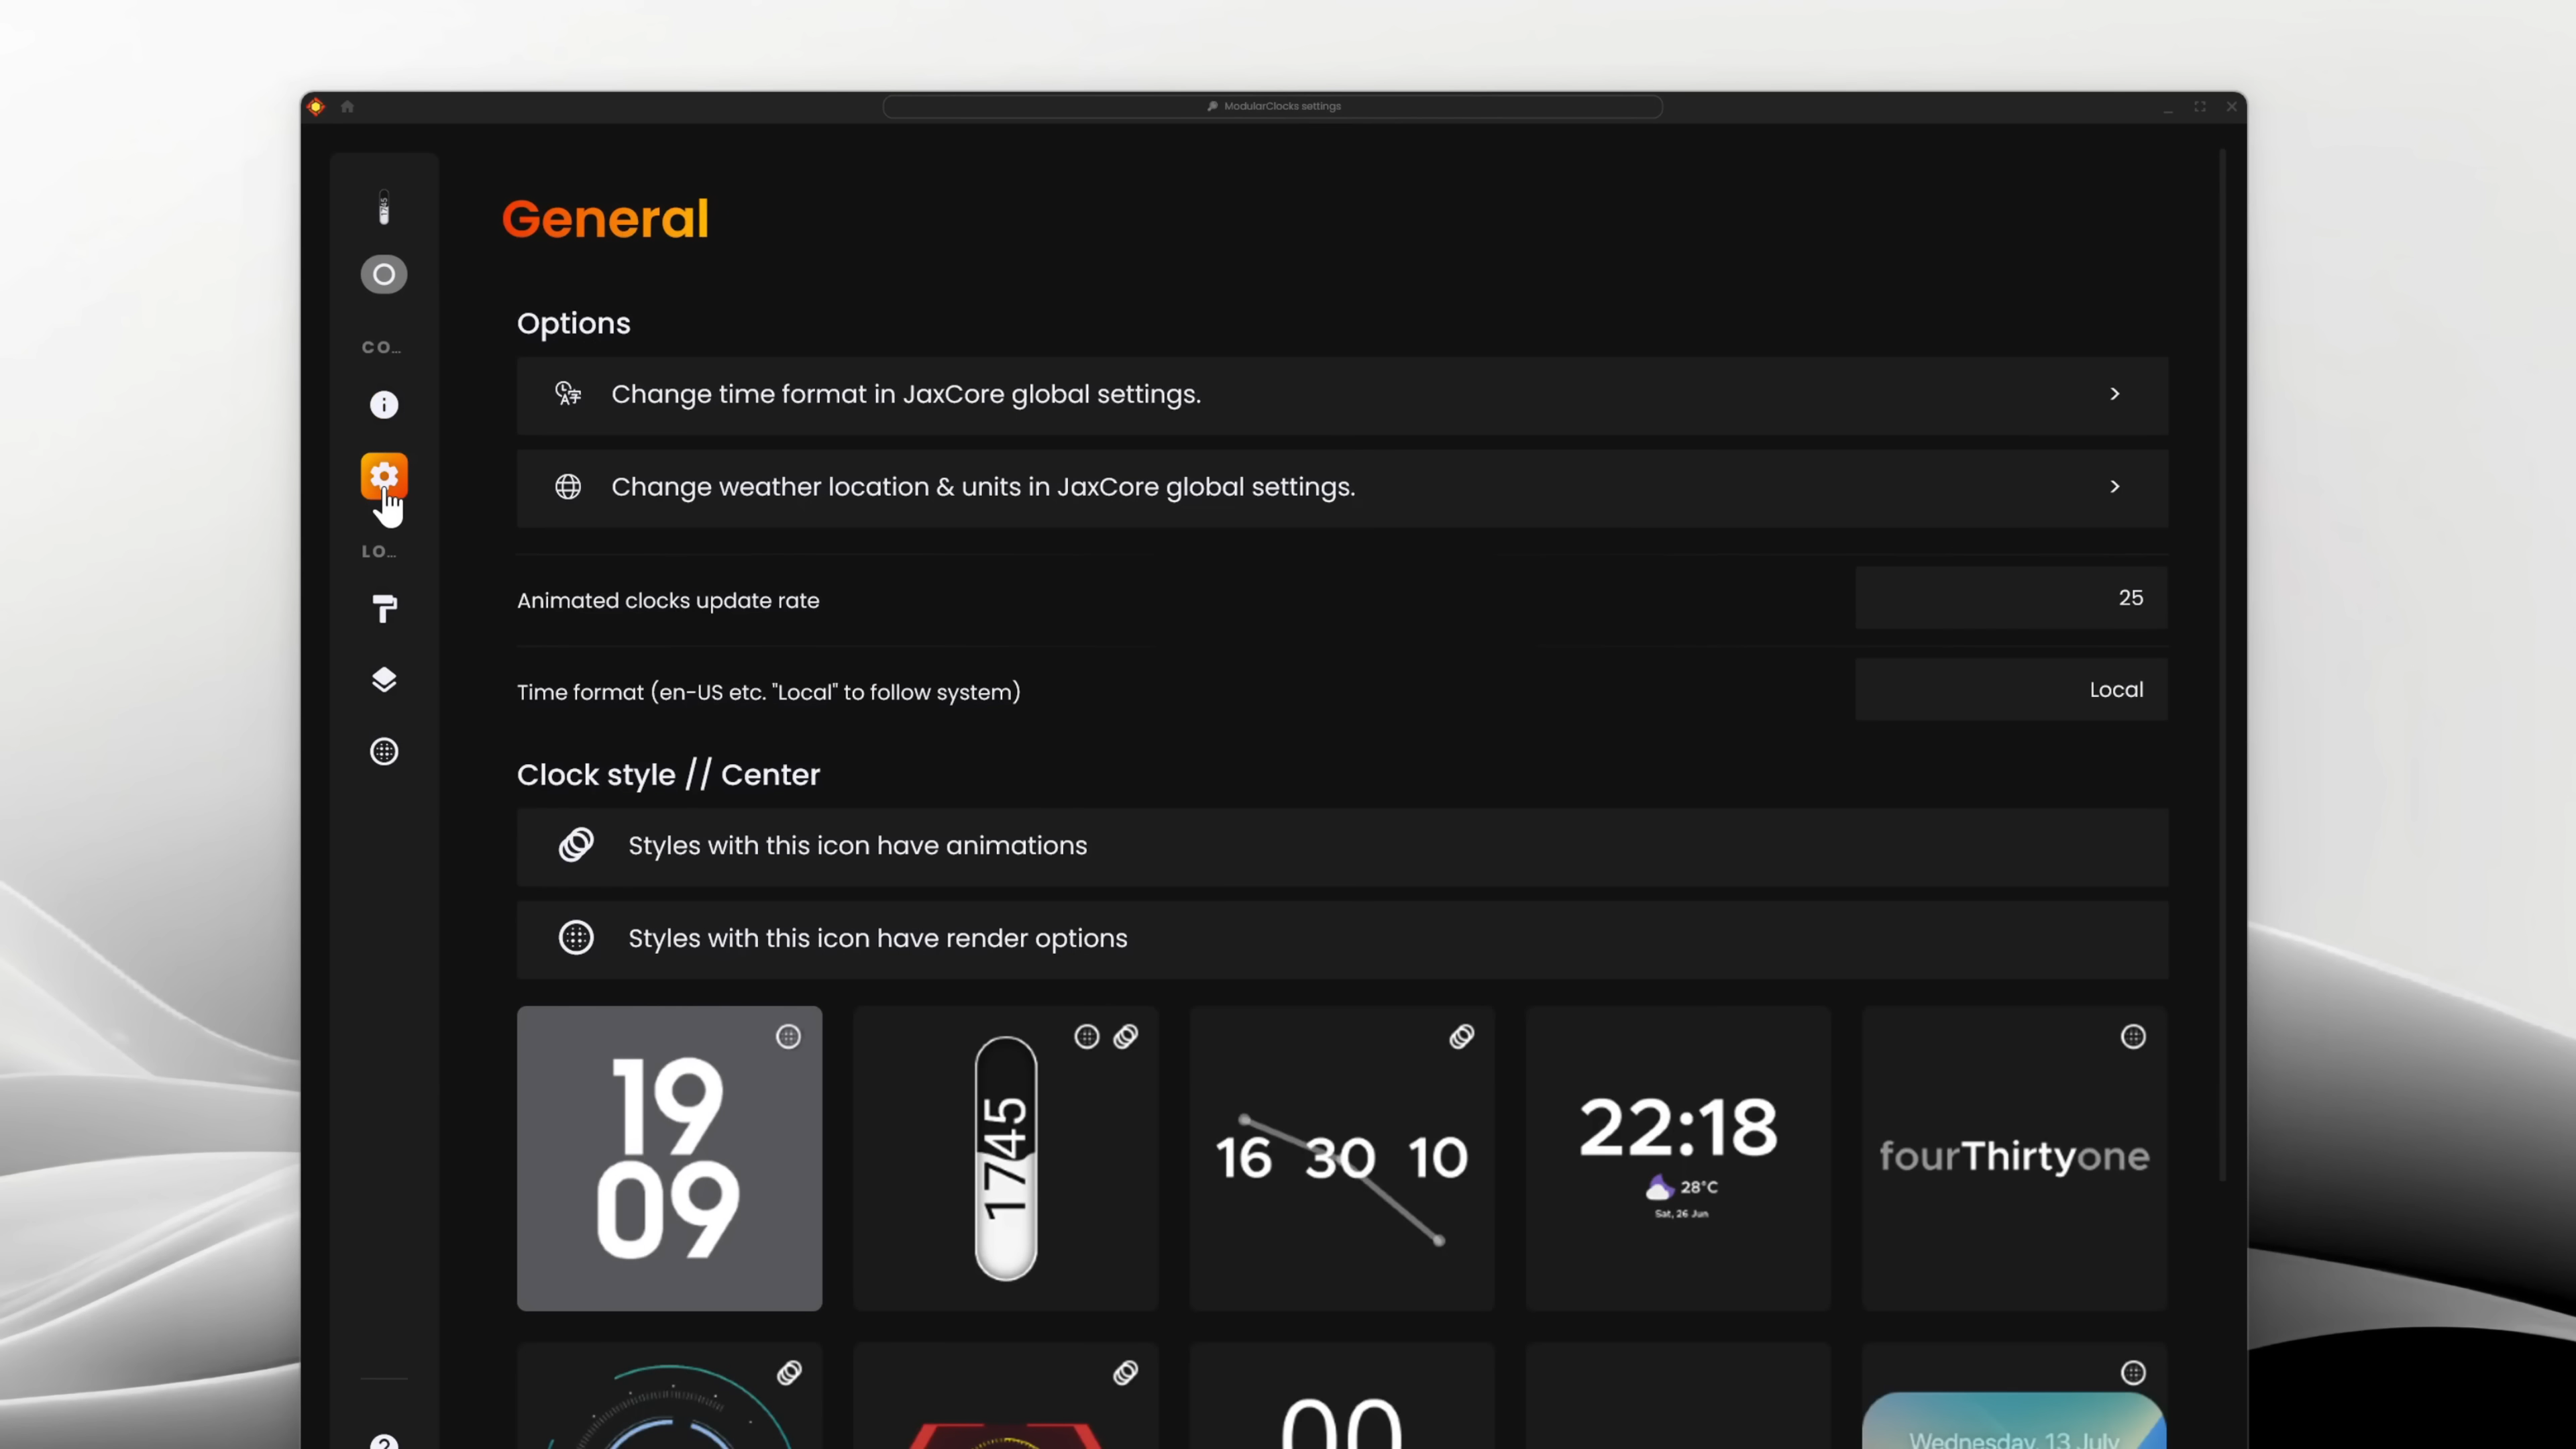 ModularClocks settings
1745
General
CO...
Options
Change time format in JaxCore global settings.
Change weather location & units in JaxCore global settings.
LO...
Animated clocks update rate
25
Time format (en-US etc. "Local" to follow system)
Local
Clock style // Center
Styles with this icon have animations
Styles with this icon have render options
19
09
1745
16 30 10
22:18
28°C
Sat, 26 Jun
fourThirtyone
00
Wednesday, 13 July